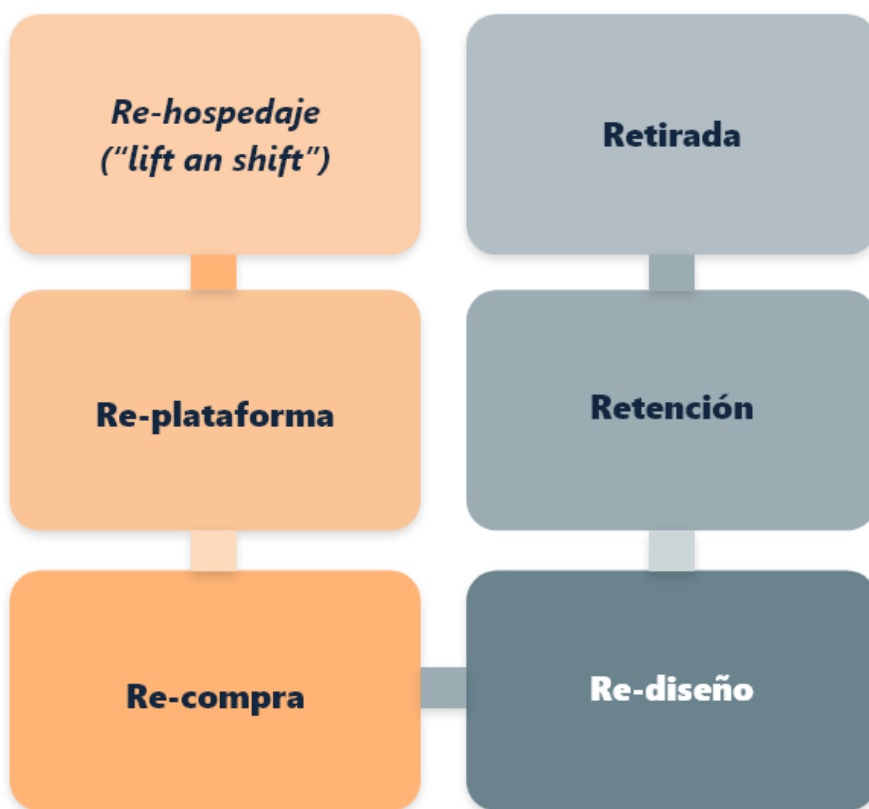 Re-hospedaje
(“lift an shift”)
Re-plataforma
Re-compra
Re-diseño
Retención
Retirada